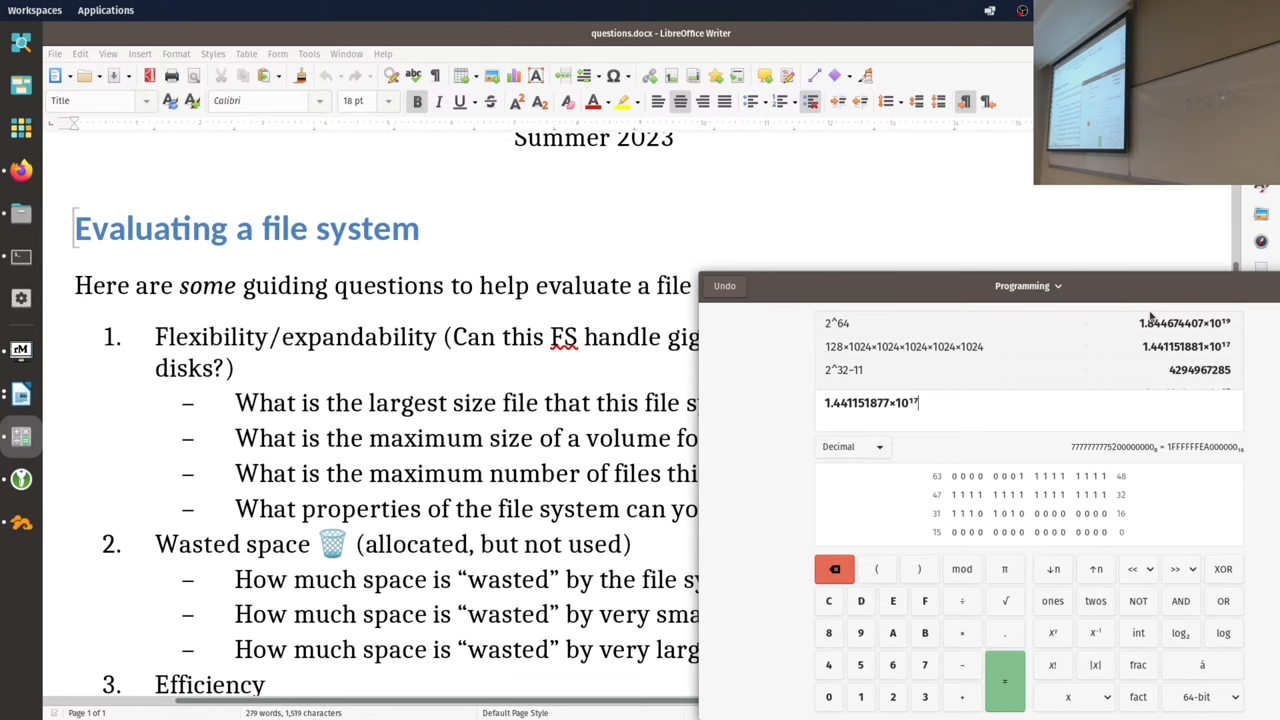 Workspaces Applications
questions.docx - LibreOffice Writer
File Edit View Insert Format Styles Table Form Tools Window Help
Title Calibri 18 pt
Summer 2023
Evaluating a file system
Here are some guiding questions to help evaluate a file
1. Flexibility/expandability (Can this FS handle gig
disks?)
– What is the largest size file that this file s
– What is the maximum size of a volume fo
– What is the maximum number of files thi
– What properties of the file system can yo
2. Wasted space 🗑️ (allocated, but not used)
– How much space is “wasted” by the file sy
– How much space is “wasted” by very sma
– How much space is “wasted” by very larg
3. Efficiency
Page 1 of 1 279 words, 1,519 characters Default Page Style
Undo Programming
2^64 1.844674407×10¹⁹
128×1024×1024×1024×1024×1024 1.441151881×10¹⁷
2^32−11 4294967285
1.441151877×10¹⁷
Decimal 7777777775200000000₈ = 1FFFFFFEA000000₁₆
63 0000 0001 1111 1111 48
47 1111 1111 1111 1111 32
31 1110 1010 0000 0000 16
15 0000 0000 0000 0000 0
( ) mod π ↓n ↑n << >> XOR
C D E F ÷ √ ones twos NOT AND OR
8 9 A B × . xʸ x⁻¹ int log₂ log
4 5 6 7 − = x! |x| frac á
0 1 2 3 + x fact 64-bit